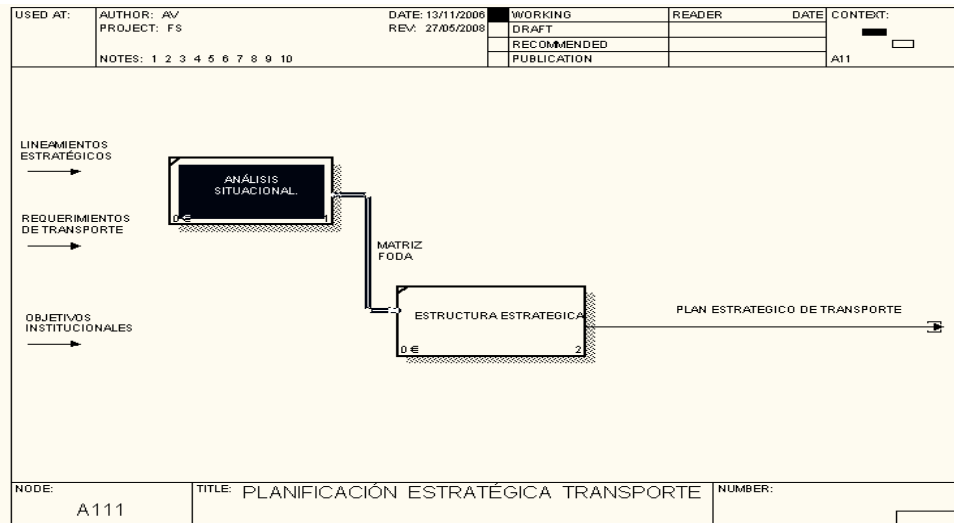 USED AT:
AUTHOR: AV
DATE: 13/11/2006
WORKING
READER
DATE
CONTEXT:
PROJECT: FS
REV: 27/05/2008
DRAFT
RECOMMENDED
NOTES: 1 2 3 4 5 6 7 8 9 10
PUBLICATION
A11
LINEAMIENTOS
ESTRATÉGICOS
ANÁLISIS
SITUACIONAL.
0 €
1
REQUERIMIENTOS
DE TRANSPORTE
MATRIZ
FODA
OBJETIVOS
INSTITUCIONALES
ESTRUCTURA ESTRATEGICA
0 €
2
PLAN ESTRATEGICO DE TRANSPORTE
NODE:
A111
TITLE:
PLANIFICACIÓN ESTRATÉGICA TRANSPORTE
NUMBER: